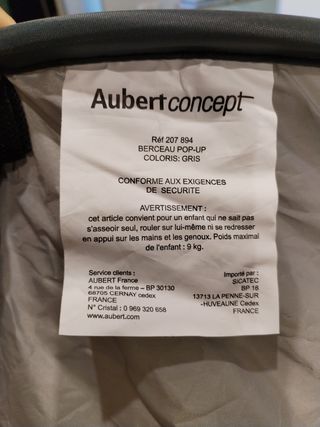 Aubert concept
Réf 207 894
BERCEAU POP-UP
COLORIS: GRIS
CONFORME AUX EXIGENCES
DE SECURITE
AVERTISSEMENT :
cet article convient pour un enfant qui ne sait pas
s'asseoir seul, rouler sur lui-même ni se redresser
en appui sur les mains et les genoux. Poids maximal
de l'enfant : 9 kg.
Service clients :
AUBERT France
4 rue de la ferme – BP 30130
68705 CERNAY Cedex
FRANCE
N° Cristal : 0 969 320 658
www.aubert.com
Importé par :
SICATEC
BP 16
13713 LA PENNE-SUR
-HUVEAUNE Cedex
FRANCE